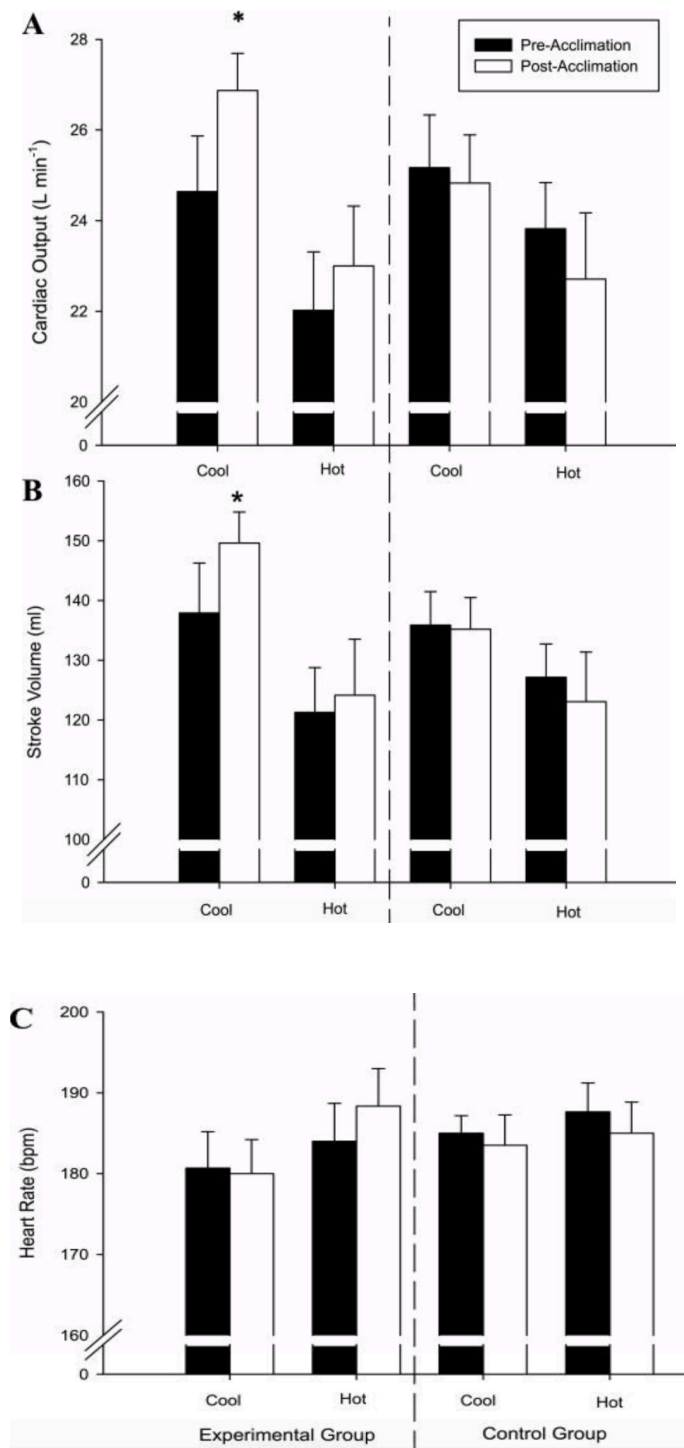 A
*
28
26
24
22
20
0
Cardiac Output (L min⁻¹)
Pre-Acclimation
Post-Acclimation
Cool
Hot
Cool
Hot
B
*
160
150
140
130
120
110
100
0
Stroke Volume (ml)
Cool
Hot
Cool
Hot
C
200
190
180
170
160
0
Heart Rate (bpm)
Cool
Hot
Cool
Hot
Experimental Group
Control Group